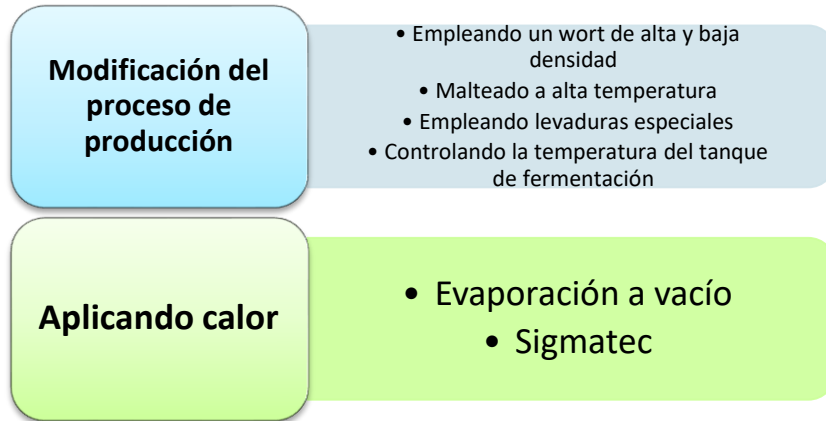 Modificación del
proceso de
producción
• Empleando un wort de alta y baja
densidad
• Malteado a alta temperatura
• Empleando levaduras especiales
• Controlando la temperatura del tanque
de fermentación
Aplicando calor
• Evaporación a vacío
• Sigmatec